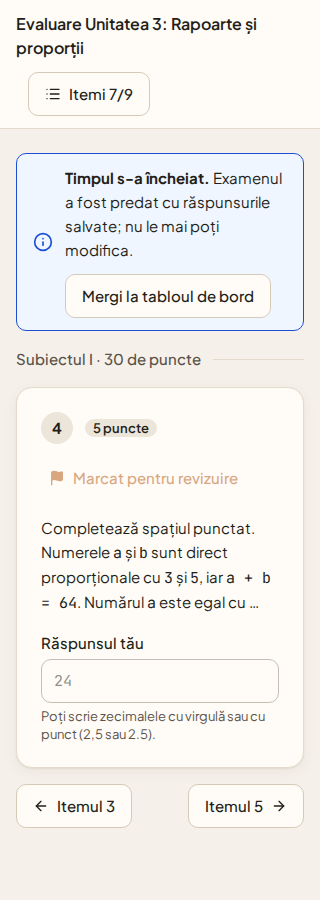 Evaluare Unitatea 3: Rapoarte și
proporții
Itemi 7/9
Timpul s-a încheiat. Examenul
a fost predat cu răspunsurile
salvate; nu le mai poți
modifica.
Mergi la tabloul de bord
Subiectul I · 30 de puncte
4 5 puncte
Marcat pentru revizuire
Completează spațiul punctat.
Numerele a și b sunt direct
proporționale cu 3 și 5, iar a + b
= 64. Numărul a este egal cu ...
Răspunsul tău
24
Poți scrie zecimalele cu virgulă sau cu
punct (2,5 sau 2.5).
← Itemul 3 Itemul 5 →